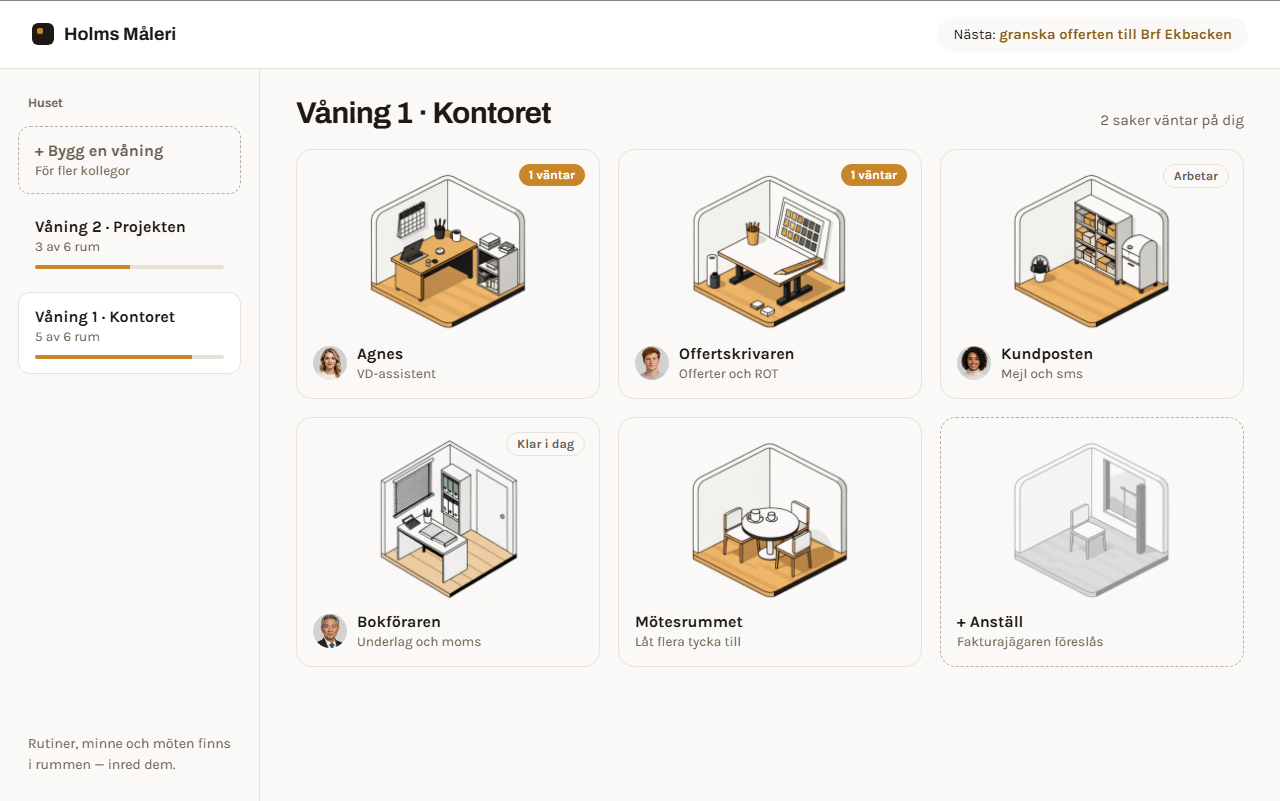 Holms Måleri
Nästa: granska offerten till Brf Ekbacken
Huset
+ Bygg en våning
För fler kollegor
Våning 2 · Projekten
3 av 6 rum
Våning 1 · Kontoret
5 av 6 rum
Rutiner, minne och möten finns
i rummen — inred dem.
Våning 1 · Kontoret
2 saker väntar på dig
1 väntar
Agnes
VD-assistent
1 väntar
Offertskrivaren
Offerter och ROT
Arbetar
Kundposten
Mejl och sms
Klar i dag
Bokföraren
Underlag och moms
Mötesrummet
Låt flera tycka till
+ Anställ
Fakturajägaren föreslås